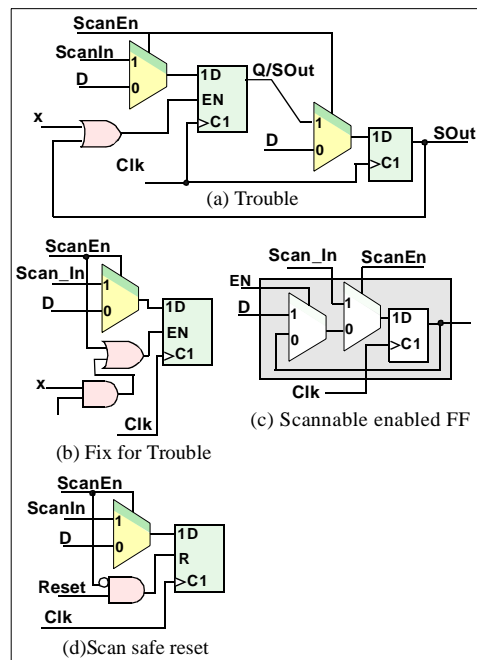 ScanEn
ScanIn
1
1D
Q/SOut
D
0
EN
x
C1
1
1D
SOut
D
0
C1
Clk
(a) Trouble
ScanEn
Scan_In
1
1D
D
0
EN
C1
x
Clk
(b) Fix for Trouble
Scan_In
ScanEn
EN
1
D
1
1D
0
0
C1
Clk
(c) Scannable enabled FF
ScanEn
ScanIn
1
1D
D
0
R
Reset
C1
Clk
(d)Scan safe reset